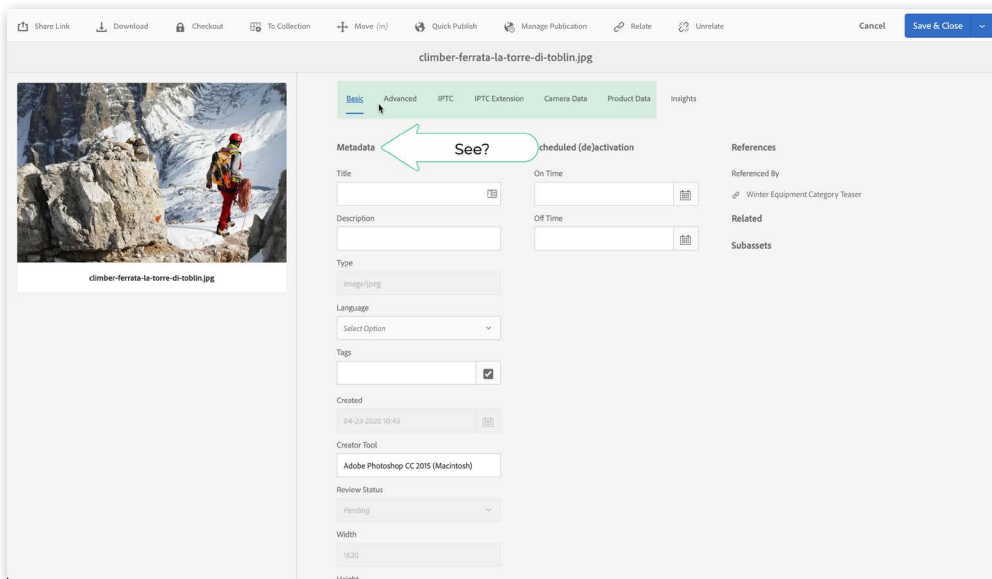 Share Link Download Checkout To Collection Move (m) Quick Publish Manage Publication Relate Unrelate Cancel Save & Close
climber-ferrata-la-torre-di-toblin.jpg
Basic Advanced IPTC IPTC Extension Camera Data Product Data Insights
Metadata See? cheduled (de)activation References
Title On Time Referenced By
Winter Equipment Category Teaser
Description Off Time Related
Subassets
Type
climber-ferrata-la-torre-di-toblin.jpg
image/jpeg
Language
Select Option
Tags
Created
04-23-2020 10:43
Creator Tool
Adobe Photoshop CC 2015 (Macintosh)
Review Status
Pending
Width
1620
Height